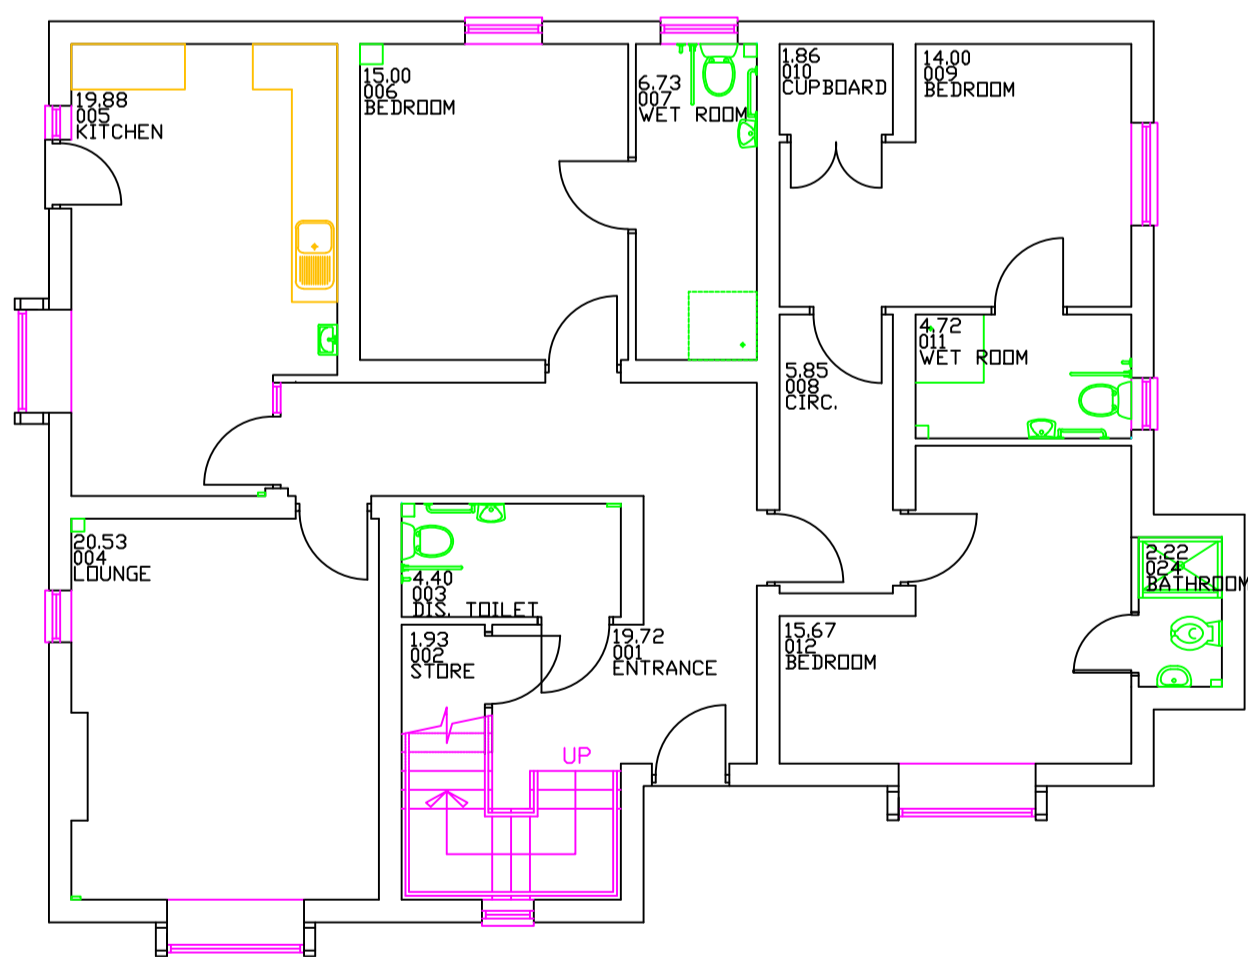 19.88
005
KITCHEN
15.00
006
BEDROOM
6.73
007
WET ROOM
1.86
010
CUPBOARD
14.00
009
BEDROOM
4.72
011
WET ROOM
5.85
008
CIRC.
20.53
004
LOUNGE
4.40
003
DIS. TOILET
2.22
024
BATHROOM
1.93
002
STORE
19.72
001
ENTRANCE
15.67
012
BEDROOM
UP